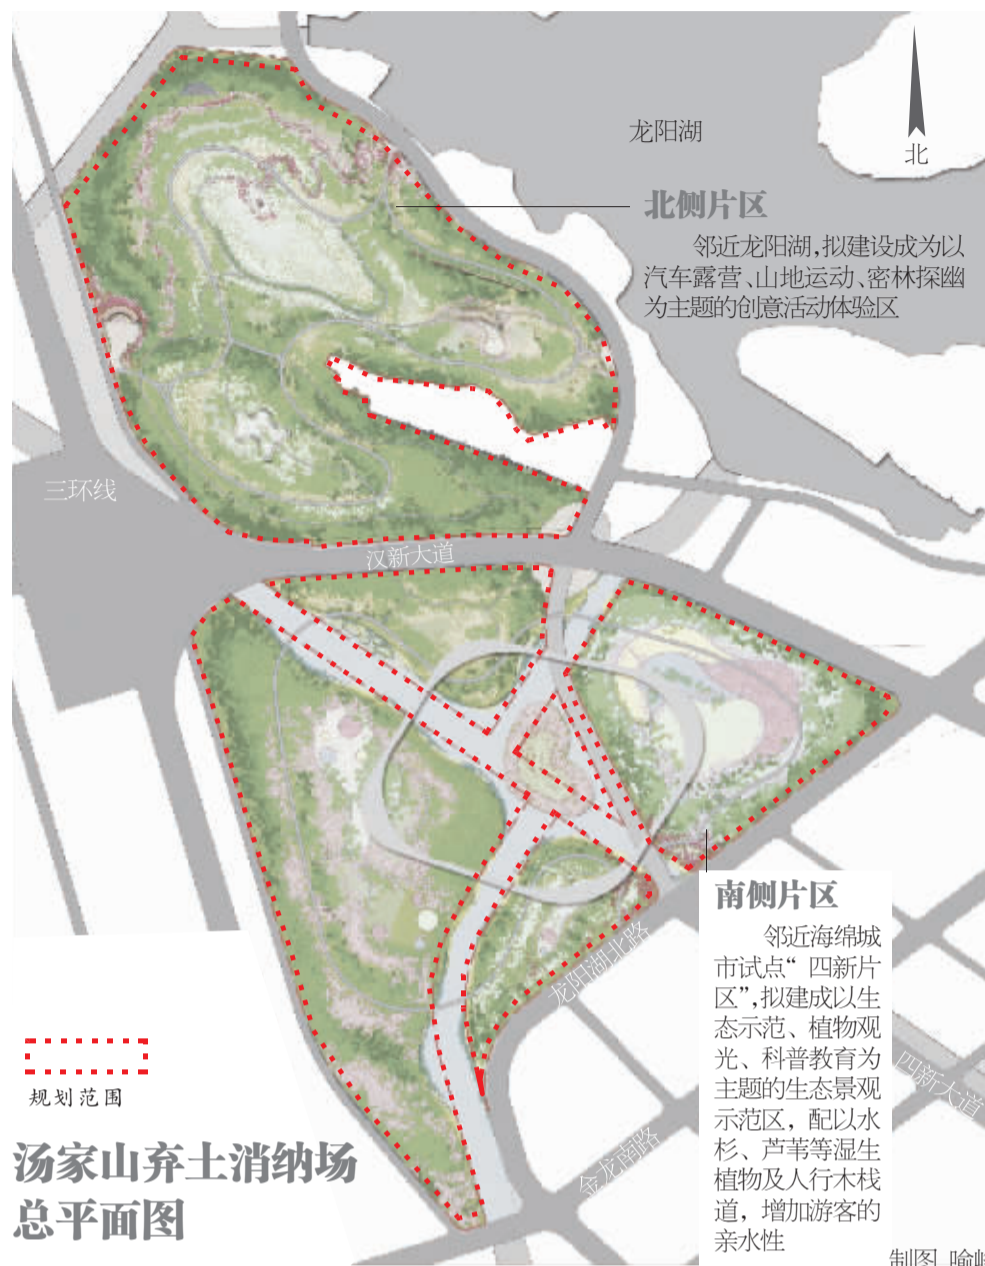 龙阳湖
北
北侧片区
邻近龙阳湖,拟建设成为以
汽车露营、山地运动、密林探幽
为主题的创意活动体验区
三环线
汉新大道
南侧片区
邻近海绵城
市试点“四新片
区”,拟建成以生
态示范、植物观
光、科普教育为
主题的生态景观
示范区，配以水
杉、芦苇等湿生
植物及人行木栈
道，增加游客的
亲水性
龙阳湖北路
四新大道
金龙南路
规划范围
汤家山弃土消纳场
总平面图
制图 喻